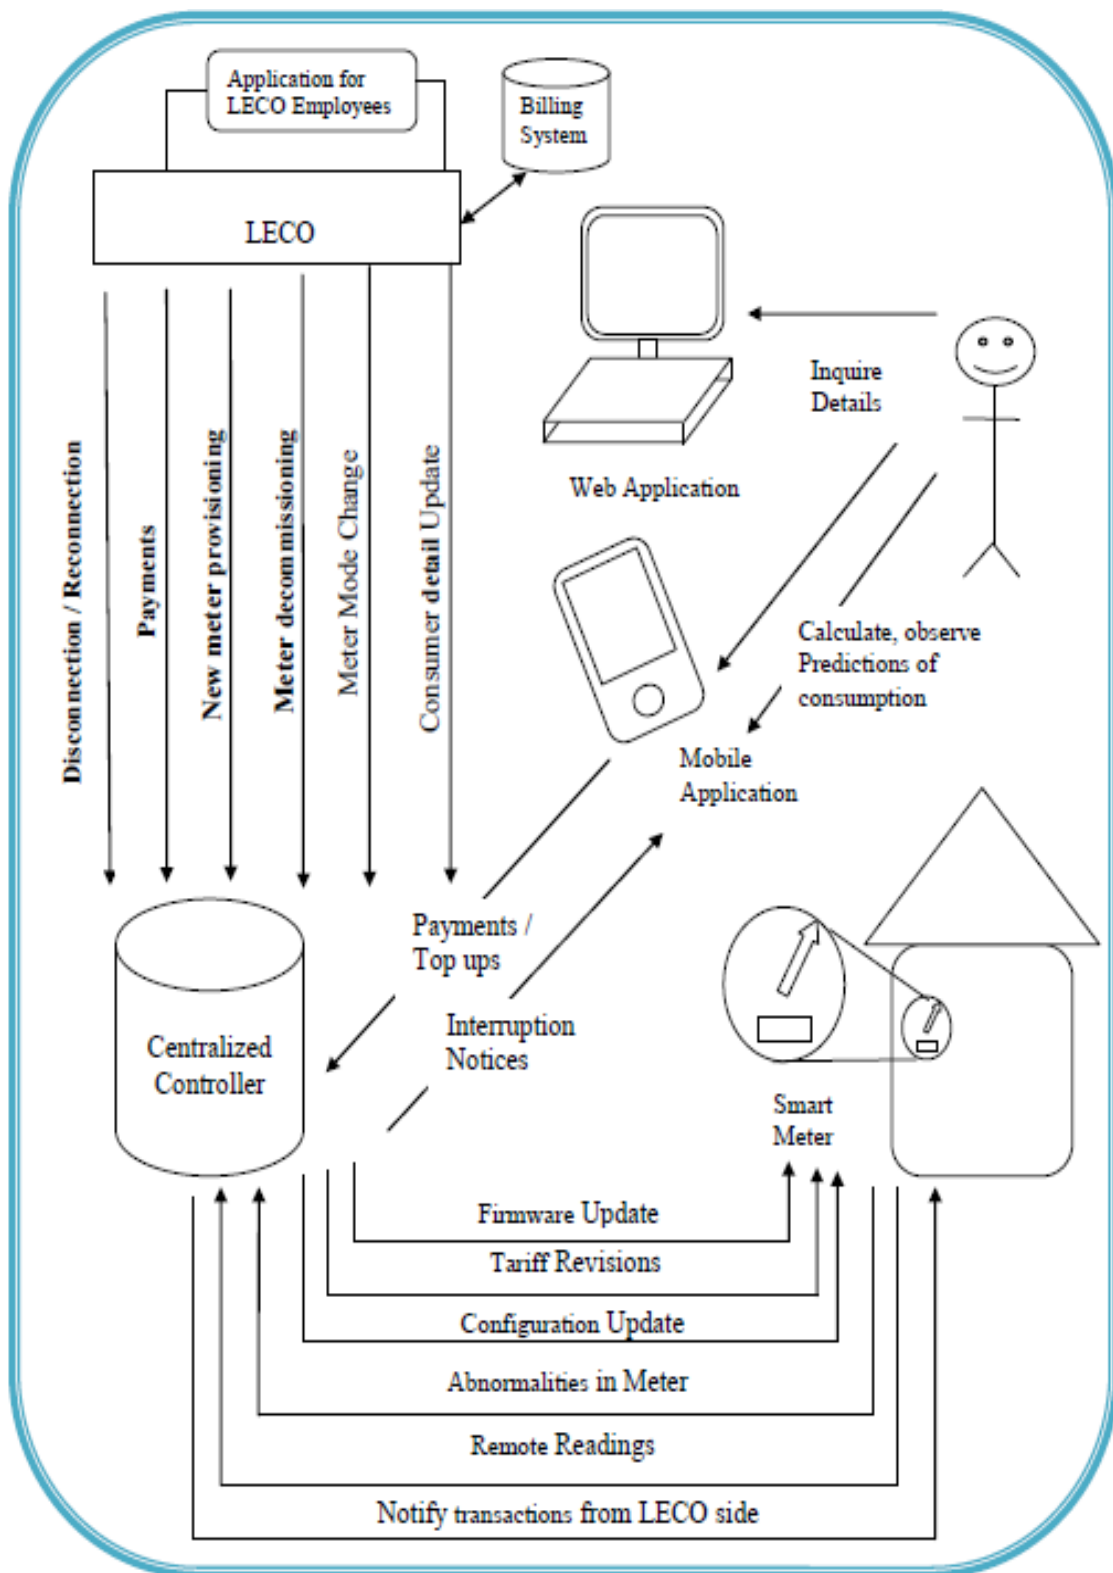 Application for
LECO Employees
Billing
System
LECO
Inquire
Details
Web Application
Disconnection / Reconnection
Payments
New meter provisioning
Meter decommissioning
Meter Mode Change
Consumer detail Update
Calculate, observe
Predictions of
consumption
Mobile
Application
Payments /
Top ups
Interruption
Notices
Centralized
Controller
Smart
Meter
Firmware Update
Tariff Revisions
Configuration Update
Abnormalities in Meter
Remote Readings
Notify transactions from LECO side